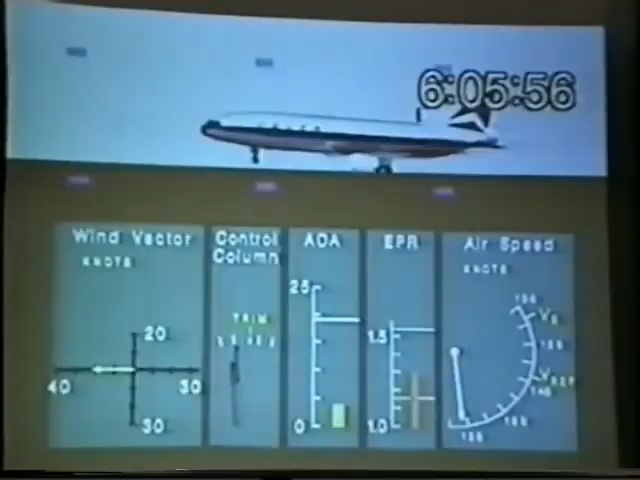 6:05:56
Wind Vector
KNOTS
20
40
30
30
Control
Column
TRIM
AOA
25
0
EPR
1.5
1.0
Air Speed
KNOTS